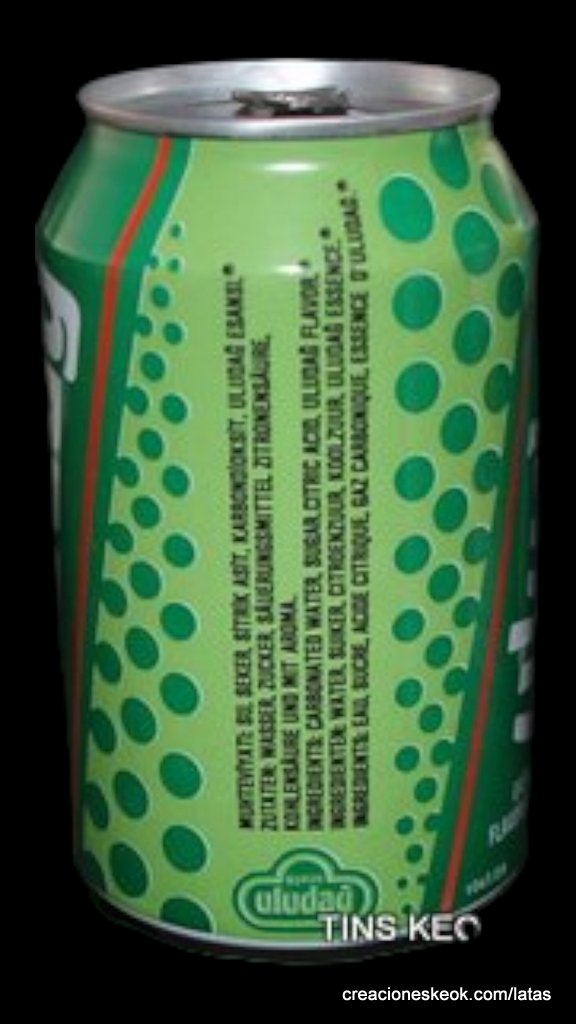 MUHTEVİYATI: SU, ŞEKER, SİTRİK ASİT, KARBONDİOKSİT, ULUDAĞ ESANSI.*
ZUTATEN: WASSER, ZUCKER, SÄUERUNGSMITTEL ZITRONENSÄURE,
KOHLENSÄURE UND MIT AROMA.
INGREDIENTS: CARBONATED WATER, SUGAR, CITRIC ACID, ULUDAĞ FLAVOR.*
INGREDIENTEN: WATER, SUIKER, CITROENZUUR, KOOLZUUR, ULUDAĞ ESSENCE.*
INGREDIENTS: EAU, SUCRE, ACIDE CITRIQUE, GAZ CARBONIQUE, ESSENCE D'ULUDAĞ.*
uludağ
TINS KEO
creacioneskeok.com/latas